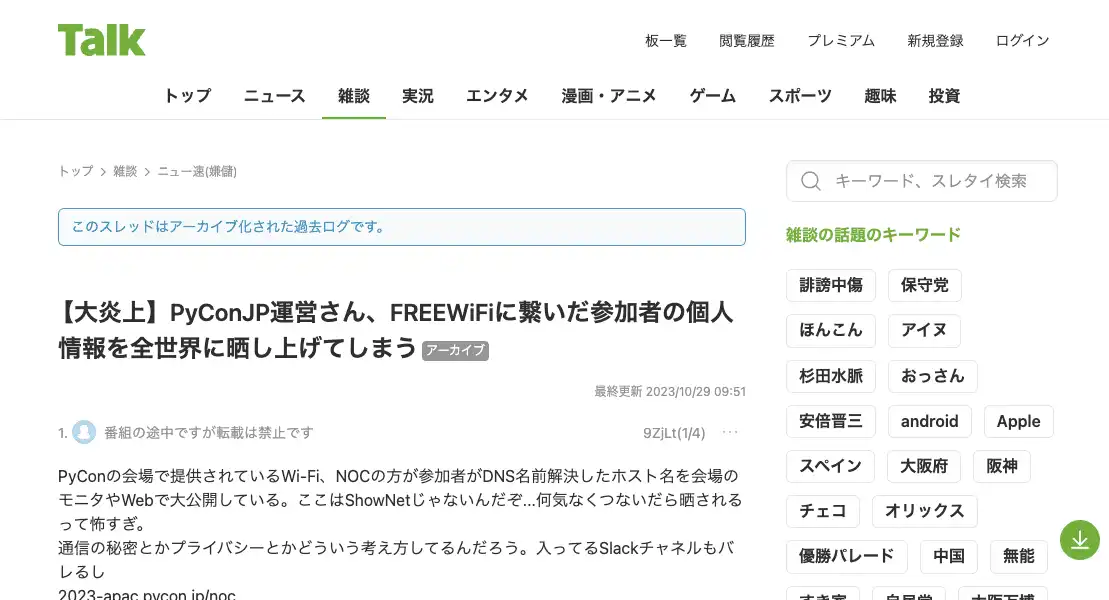 Talk
板一覧 閲覧履歴 プレミアム 新規登録 ログイン
トップ ニュース 雑談 実況 エンタメ 漫画・アニメ ゲーム スポーツ 趣味 投資
トップ > 雑談 > ニュー速(嫌儲)
このスレッドはアーカイブ化された過去ログです。
【大炎上】PyConJP運営さん、FREEWiFiに繋いだ参加者の個人
情報を全世界に晒し上げてしまう アーカイブ
最終更新 2023/10/29 09:51
1. 番組の途中ですが転載は禁止です 9ZjLt(1/4) ···
PyConの会場で提供されているWi-Fi、NOCの方が参加者がDNS名前解決したホスト名を会場の
モニタやWebで大公開している。ここはShowNetじゃないんだぞ...何気なくつないだら晒される
って怖すぎ。
通信の秘密とかプライバシーとかどういう考え方してるんだろう。入ってるSlackチャネルもバ
レるし
2023-apac.pycon.jp/noc
キーワード、スレタイ検索
雑談の話題のキーワード
誹謗中傷 保守党
ほんこん アイヌ
杉田水脈 おっさん
安倍晋三 android Apple
スペイン 大阪府 阪神
チェコ オリックス
優勝パレード 中国 無能
すき家 自民党 大阪万博